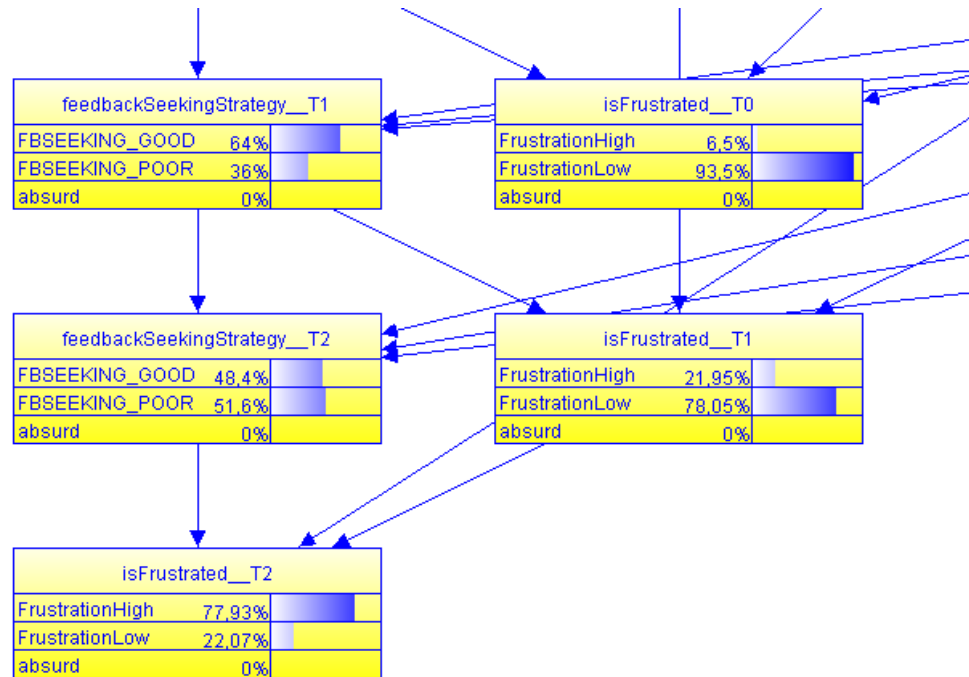 feedbackSeekingStrategy__T1
FBSEEKING_GOOD 64%
FBSEEKING_POOR 36%
absurd 0%
isFrustrated__T0
FrustrationHigh 6,5%
FrustrationLow 93,5%
absurd 0%
feedbackSeekingStrategy__T2
FBSEEKING_GOOD 48,4%
FBSEEKING_POOR 51,6%
absurd 0%
isFrustrated__T1
FrustrationHigh 21,95%
FrustrationLow 78,05%
absurd 0%
isFrustrated__T2
FrustrationHigh 77,93%
FrustrationLow 22,07%
absurd 0%